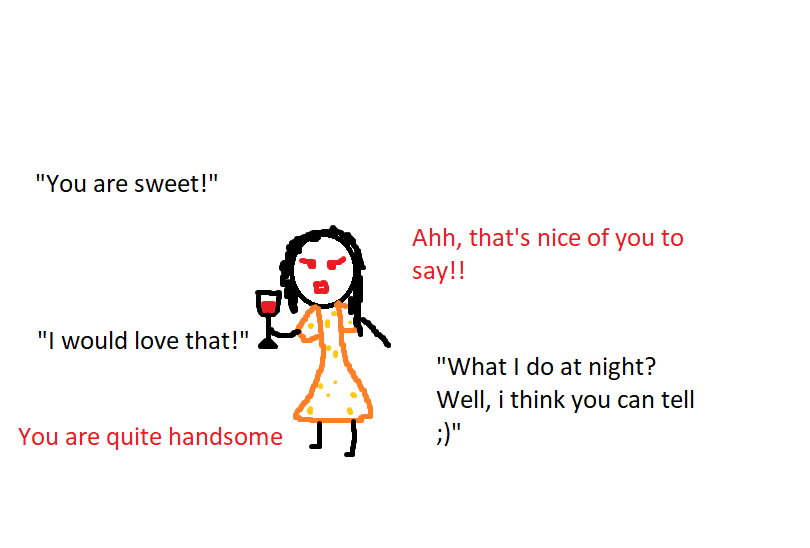 "You are sweet!"
Ahh, that's nice of you to
say!!
"I would love that!"
"What I do at night?
Well, i think you can tell
;)"
You are quite handsome